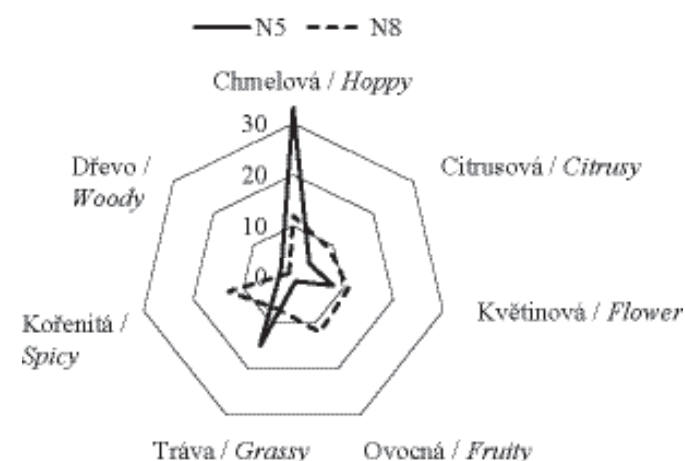 N5 N8
Chmelová / Hoppy
30
Dřevo /
Woody
Citrusová / Citrusy
20
10
0
Kořenitá /
Spicy
Květinová / Flower
Tráva / Grassy
Ovocná / Fruity